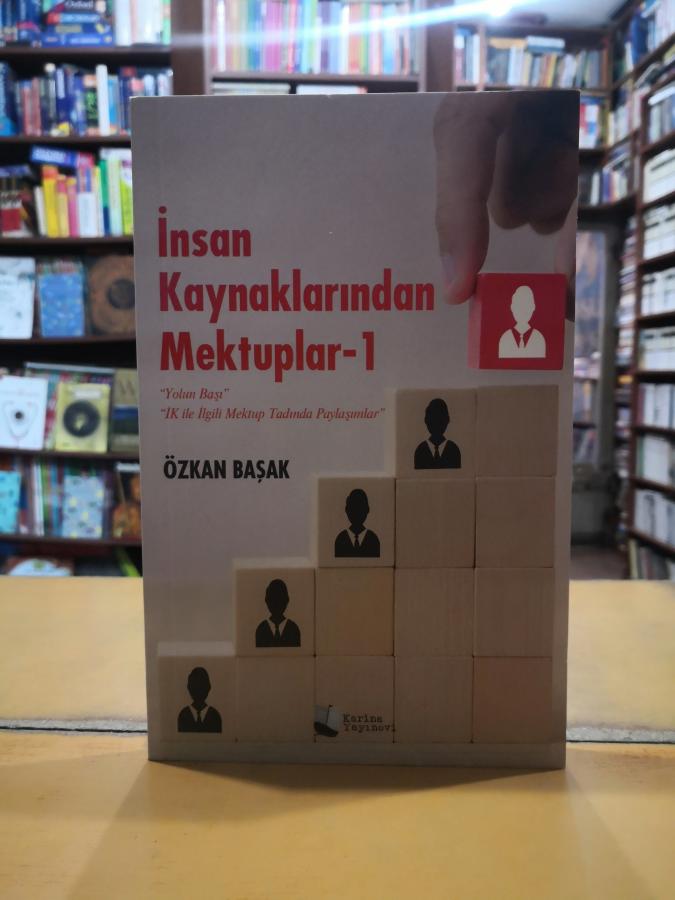 İnsan
Kaynaklarından
Mektuplar-1
“Yolun Başı”
“İK ile İlgili Mektup Tadında Paylaşımlar”
ÖZKAN BAŞAK
Karina
Yayınevi